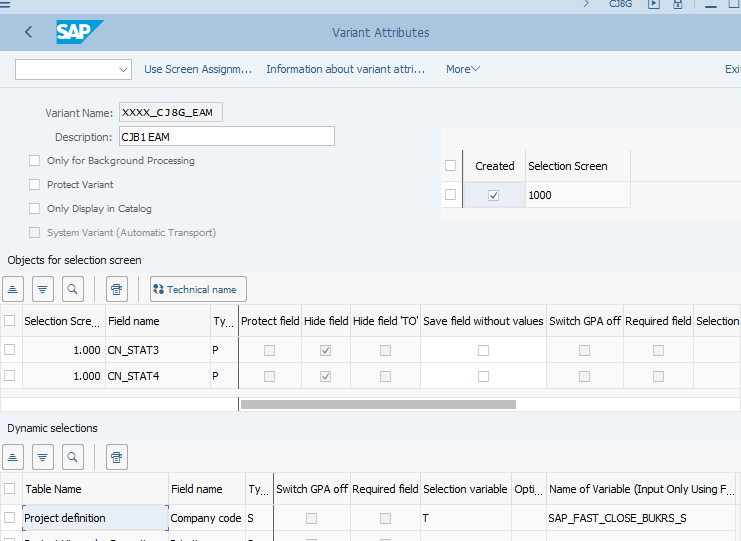 CJ8G
SAP
Variant Attributes
Use Screen Assignm... Information about variant attri... More Exi
Variant Name: XXXX_CJ8G_EAM
Description: CJB1 EAM
Only for Background Processing
Protect Variant
Only Display in Catalog
System Variant (Automatic Transport)
Created Selection Screen
1000
Objects for selection screen
Technical name
Selection Scre... Field name Ty... Protect field Hide field Hide field 'TO' Save field without values Switch GPA off Required field Selection
1.000 CN_STAT3 P
1.000 CN_STAT4 P
Dynamic selections
Table Name Field name Ty... Switch GPA off Required field Selection variable Opti... Name of Variable (Input Only Using F...
Project definition Company code S T SAP_FAST_CLOSE_BUKRS_S